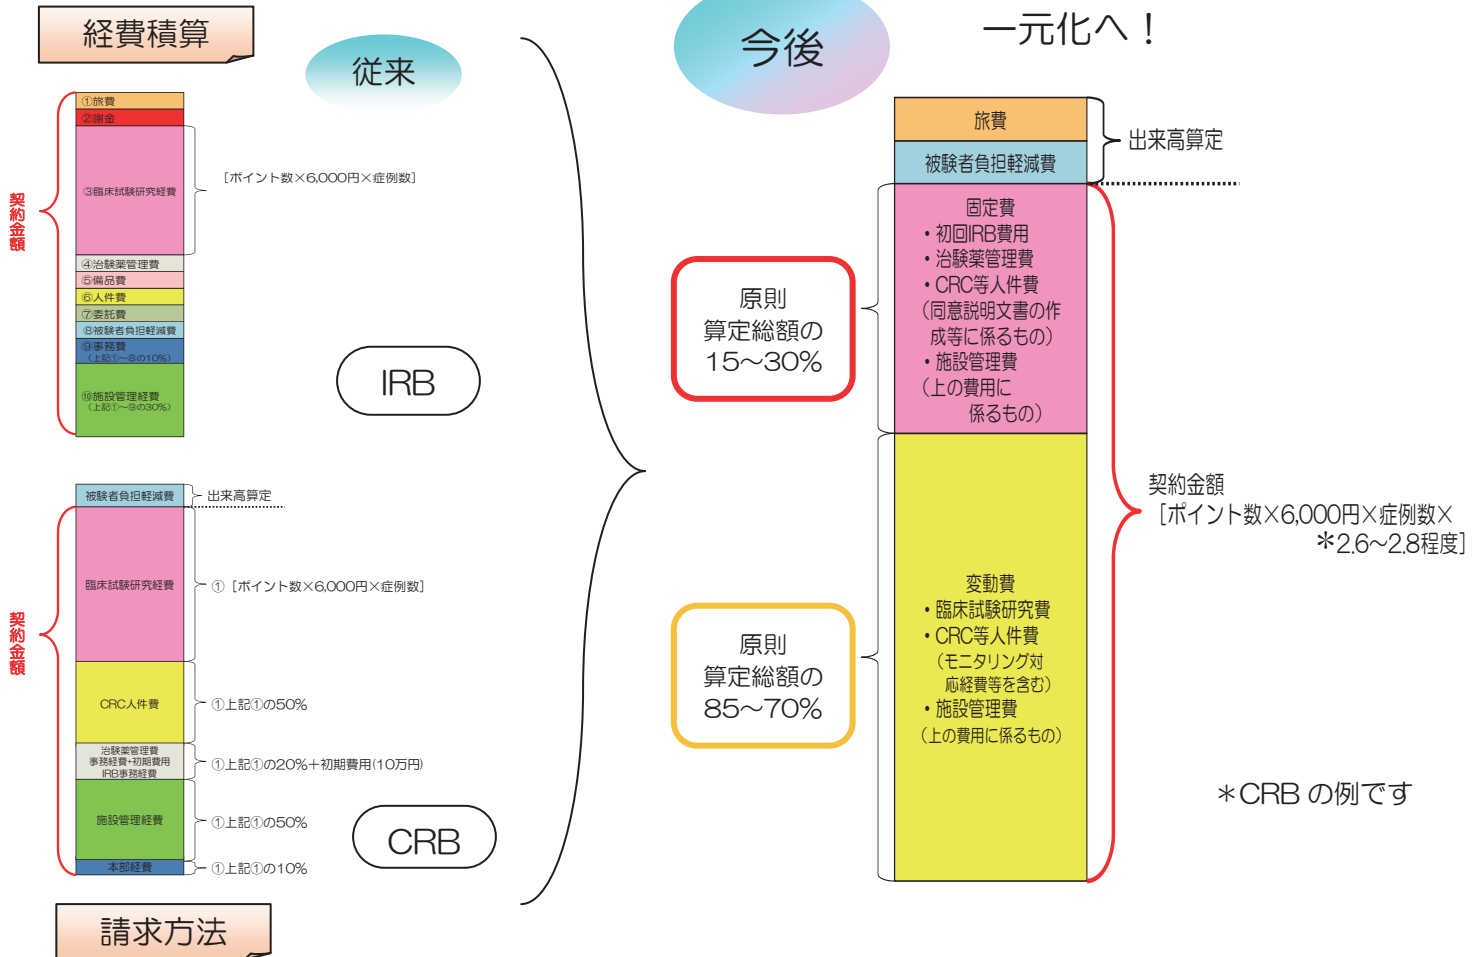 経費積算
従来
契約金額
①旅費
②謝金
③臨床試験研究経費
[ポイント数×6,000円×症例数]
④治験薬管理費
⑤備品費
⑥人件費
⑦委託費
⑧被験者負担軽減費
⑨事務費
(上記①～⑧の10%)
⑩施設管理経費
(上記①～⑨の30%)
IRB
契約金額
被験者負担軽減費
出来高算定
臨床試験研究経費
① [ポイント数×6,000円×症例数]
CRC人件費
①上記①の50%
治験薬管理費
事務経費+初期費用
IRB事務経費
①上記①の20%＋初期費用(10万円)
施設管理経費
①上記①の50%
本部経費
①上記①の10%
CRB
請求方法
今後
一元化へ！
旅費
被験者負担軽減費
出来高算定
原則
算定総額の
15～30%
固定費
・初回IRB費用
・治験薬管理費
・CRC等人件費
(同意説明文書の作
成等に係るもの)
・施設管理費
(上の費用に
係るもの)
原則
算定総額の
85～70%
変動費
・臨床試験研究費
・CRC等人件費
(モニタリング対
応経費等を含む)
・施設管理費
(上の費用に係るもの)
契約金額
[ポイント数×6,000円×症例数×
＊2.6～2.8程度]
＊CRB の例です